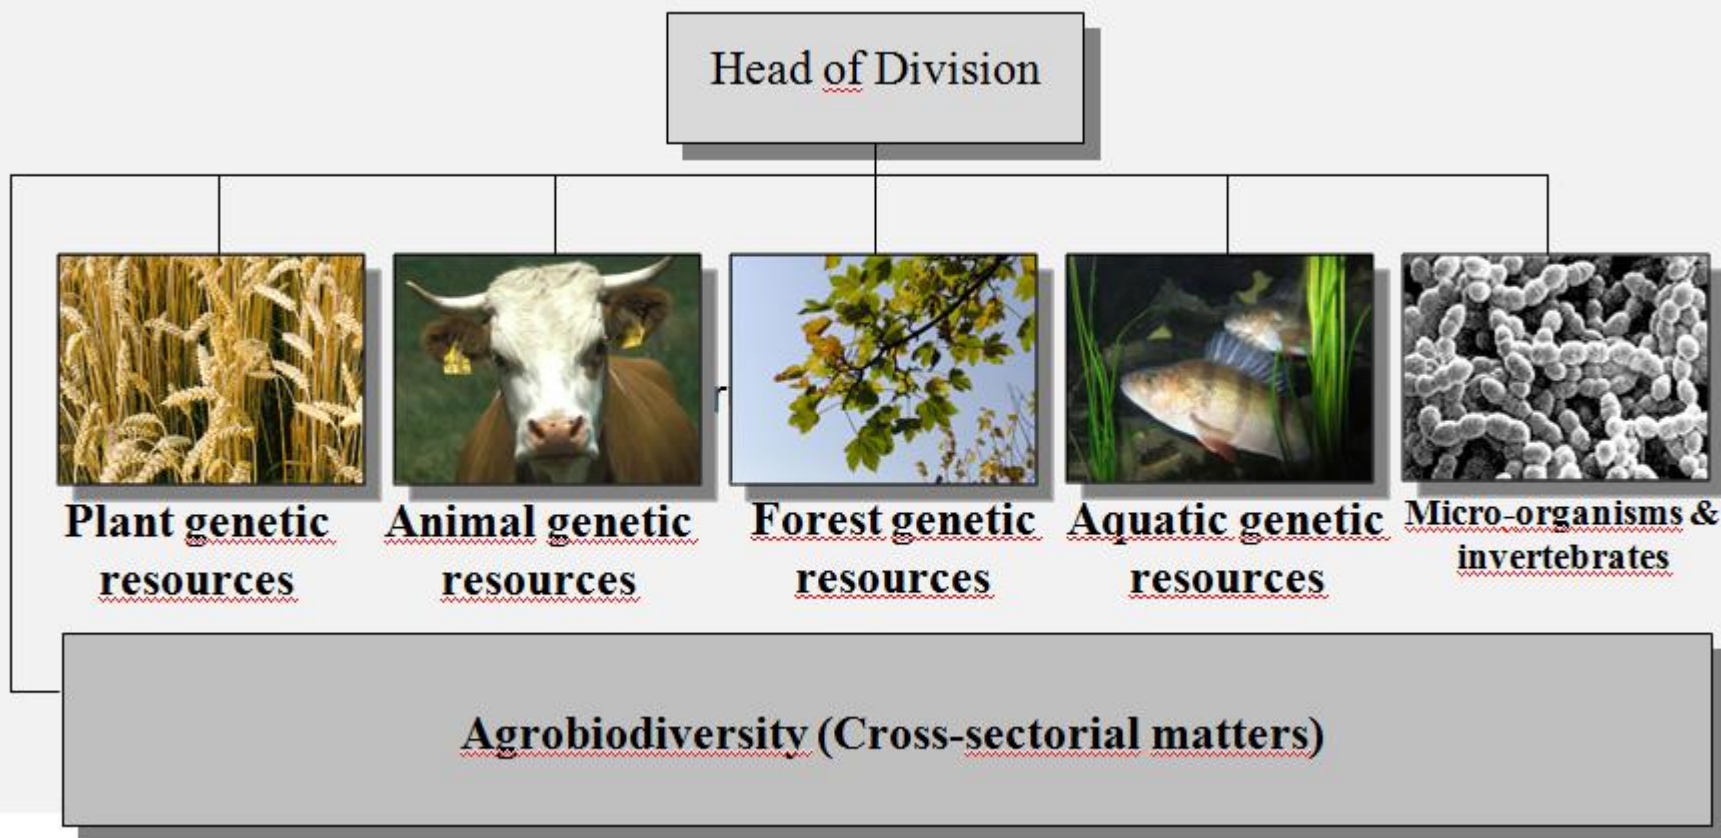 Head of Division
Plant genetic
resources
Animal genetic
resources
Forest genetic
resources
Aquatic genetic
resources
Micro-organisms &
invertebrates
Agrobiodiversity (Cross-sectorial matters)